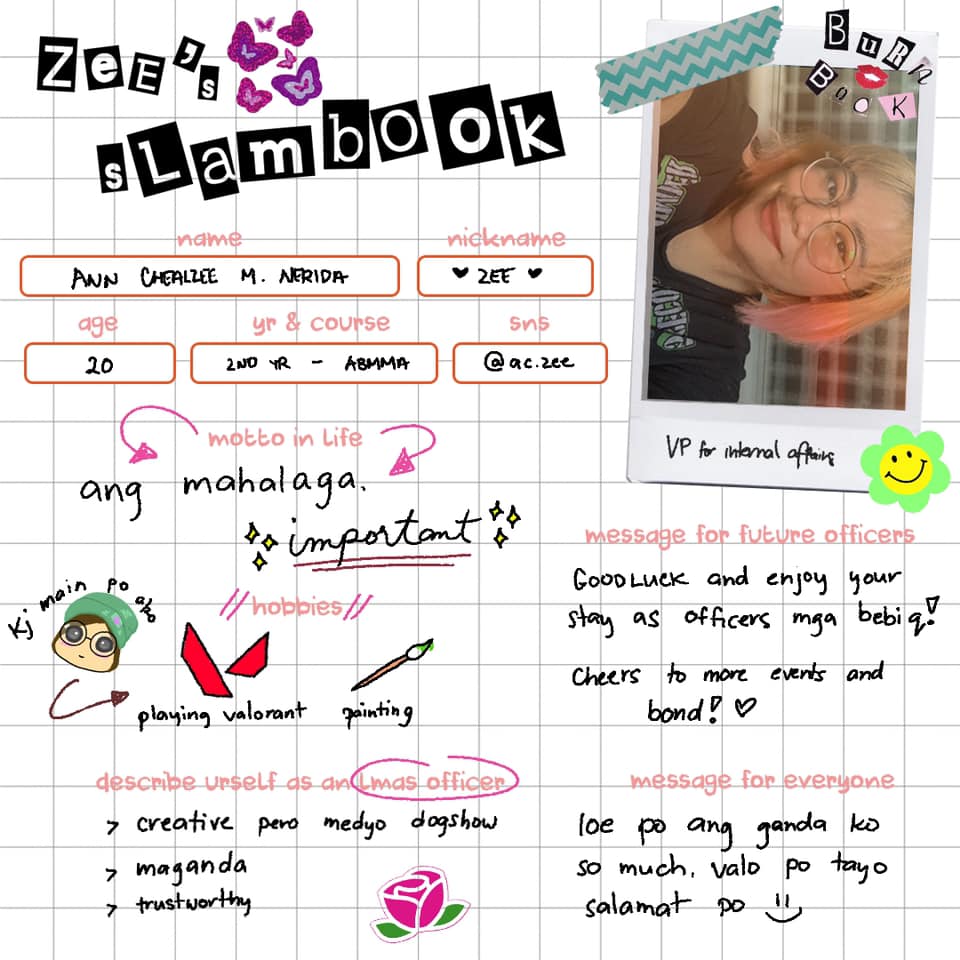 Zee's
sLambook
BuRn
BooK
name
nickname
ANN CHEALZEE M. NERIDA
ZEE
age
yr & course
sns
20
2ND YR - ABMMA
@ac.zee
VP for internal affairs
motto in life
ang mahalaga.
important
kj main po ako
//hobbies//
playing valorant
painting
message for future officers
GOODLUCK and enjoy your
stay as officers mga bebiq!
Cheers to more events and
bond! ♡
describe urself as an Lmas officer
> creative pero medyo dogshow
> maganda
> trustworthy
message for everyone
loe po ang ganda ko
so much. valo po tayo
salamat po